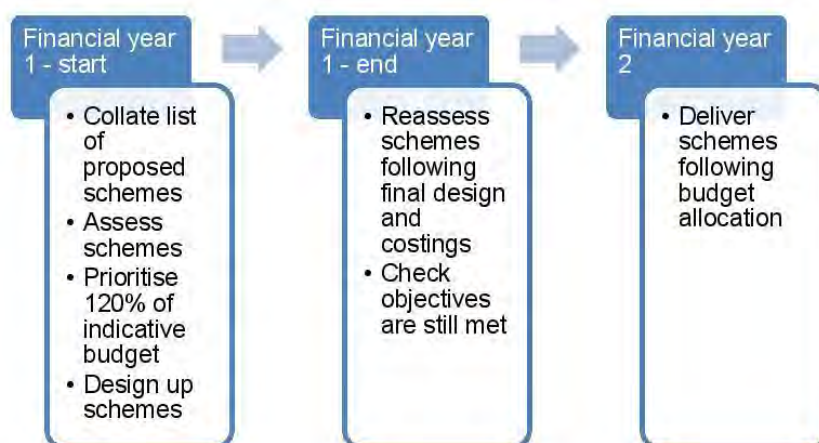 Financial year
1 - start
• Collate list
of
proposed
schemes
• Assess
schemes
• Prioritise
120% of
indicative
budget
• Design up
schemes
Financial year
1 - end
• Reassess
schemes
following
final design
and
costings
• Check
objectives
are still met
Financial year
2
• Deliver
schemes
following
budget
allocation